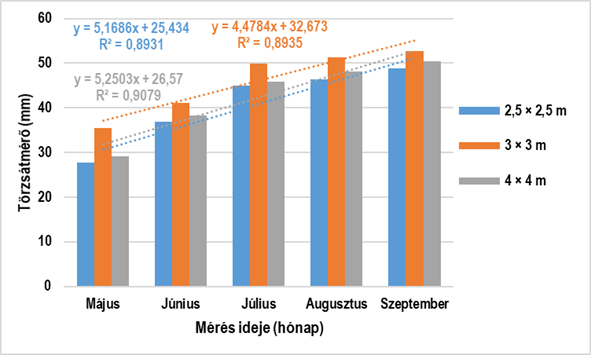 y = 5,1686x + 25,434
R² = 0,8931
y = 4,4784x + 32,673
R² = 0,8935
y = 5,2503x + 26,57
R² = 0,9079
Törzsátmérő (mm)
60
50
40
30
20
10
0
Május
Június
Július
Augusztus
Szeptember
Mérés ideje (hónap)
2,5 × 2,5 m
3 × 3 m
4 × 4 m